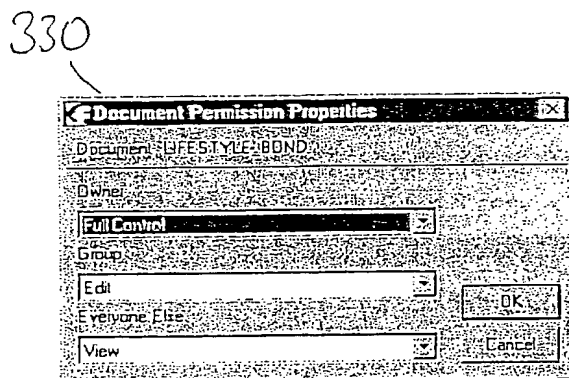 330
Document Permission Properties
Document LIFESTYLE BOND
Owner
Full Control
Group
Edit
OK
Everyone Else
View
Cancel